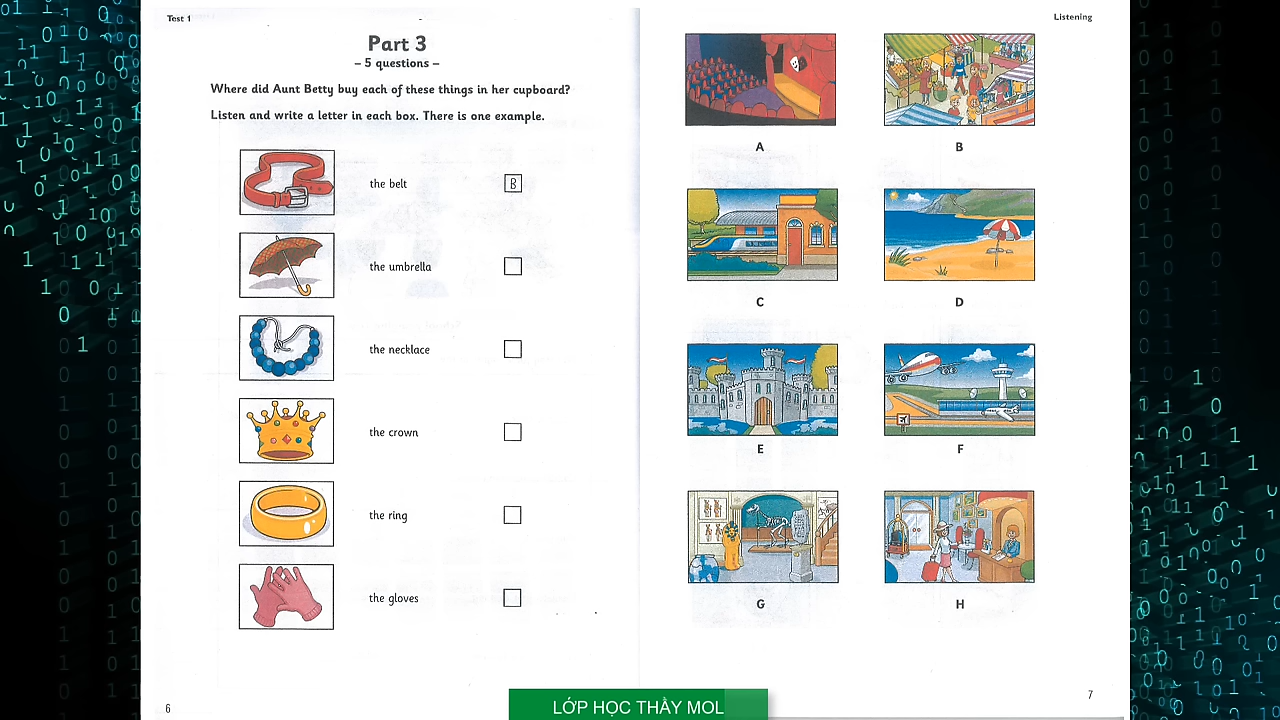 Test 1
Part 3
– 5 questions –
Where did Aunt Betty buy each of these things in her cupboard?
Listen and write a letter in each box. There is one example.
the belt
B
the umbrella
the necklace
the crown
the ring
the gloves
6
Listening
A
B
C
D
E
F
G
H
7
LỚP HỌC THẦY MOL